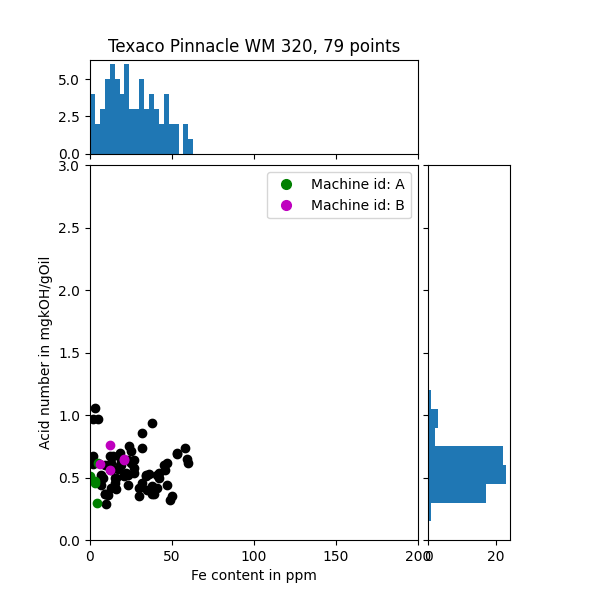 Texaco Pinnacle WM 320, 79 points
5.0
2.5
0.0
3.0
2.5
2.0
1.5
1.0
0.5
0.0
Machine id: A
Machine id: B
Acid number in mgkOH/gOil
0 50 100 150 200
0 20
Fe content in ppm